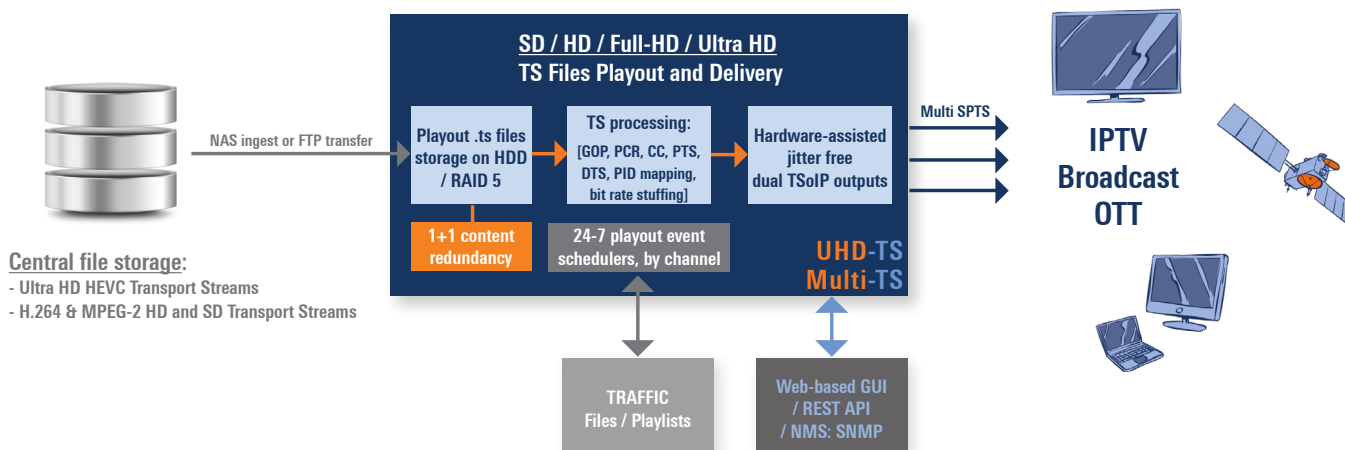 SD / HD / Full-HD / Ultra HD
TS Files Playout and Delivery
NAS ingest or FTP transfer
Playout .ts files
storage on HDD
/ RAID 5
TS processing:
[GOP, PCR, CC, PTS,
DTS, PID mapping,
bit rate stuffing]
Hardware-assisted
jitter free
dual TSoIP outputs
Multi SPTS
IPTV
Broadcast
OTT
1+1 content
redundancy
24-7 playout event
schedulers, by channel
UHD-TS
Multi-TS
Central file storage:
- Ultra HD HEVC Transport Streams
- H.264 & MPEG-2 HD and SD Transport Streams
TRAFFIC
Files / Playlists
Web-based GUI
/ REST API
/ NMS: SNMP